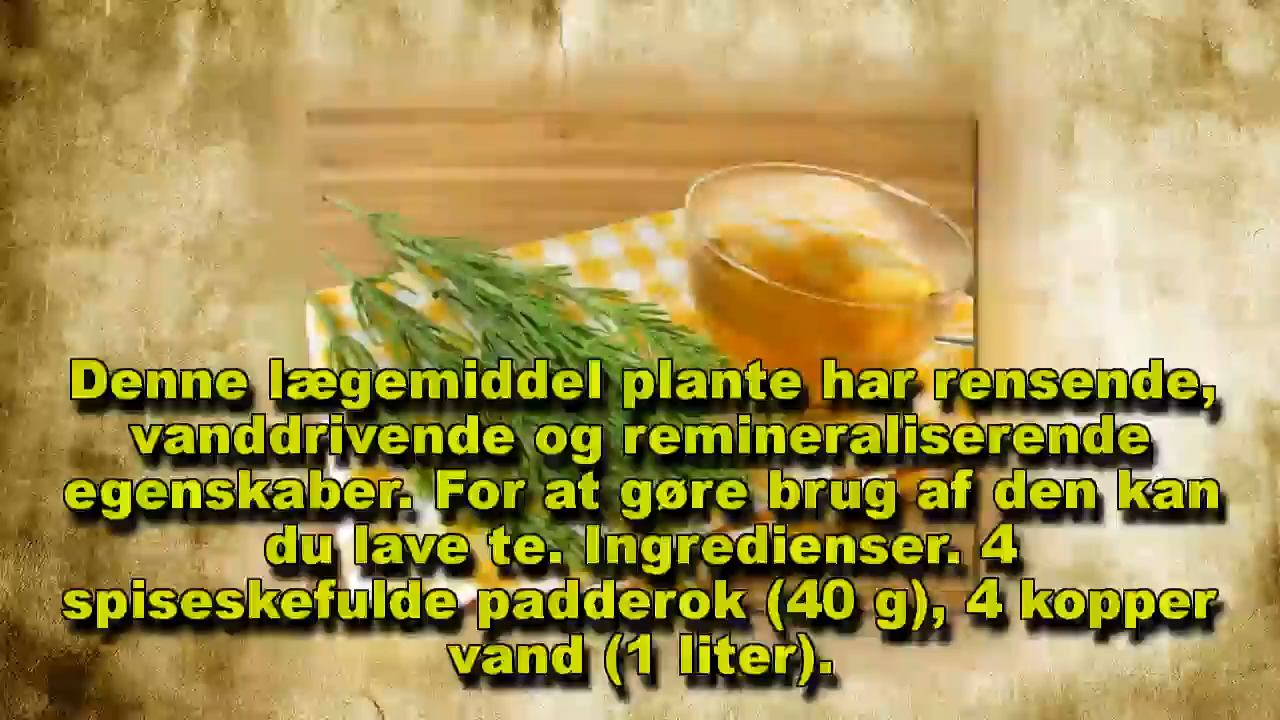 Denne lægemiddel plante har rensende,
vanddrivende og remineraliserende
egenskaber. For at gøre brug af den kan
du lave te. Ingredienser. 4
spiseskefulde padderok (40 g), 4 kopper
vand (1 liter).